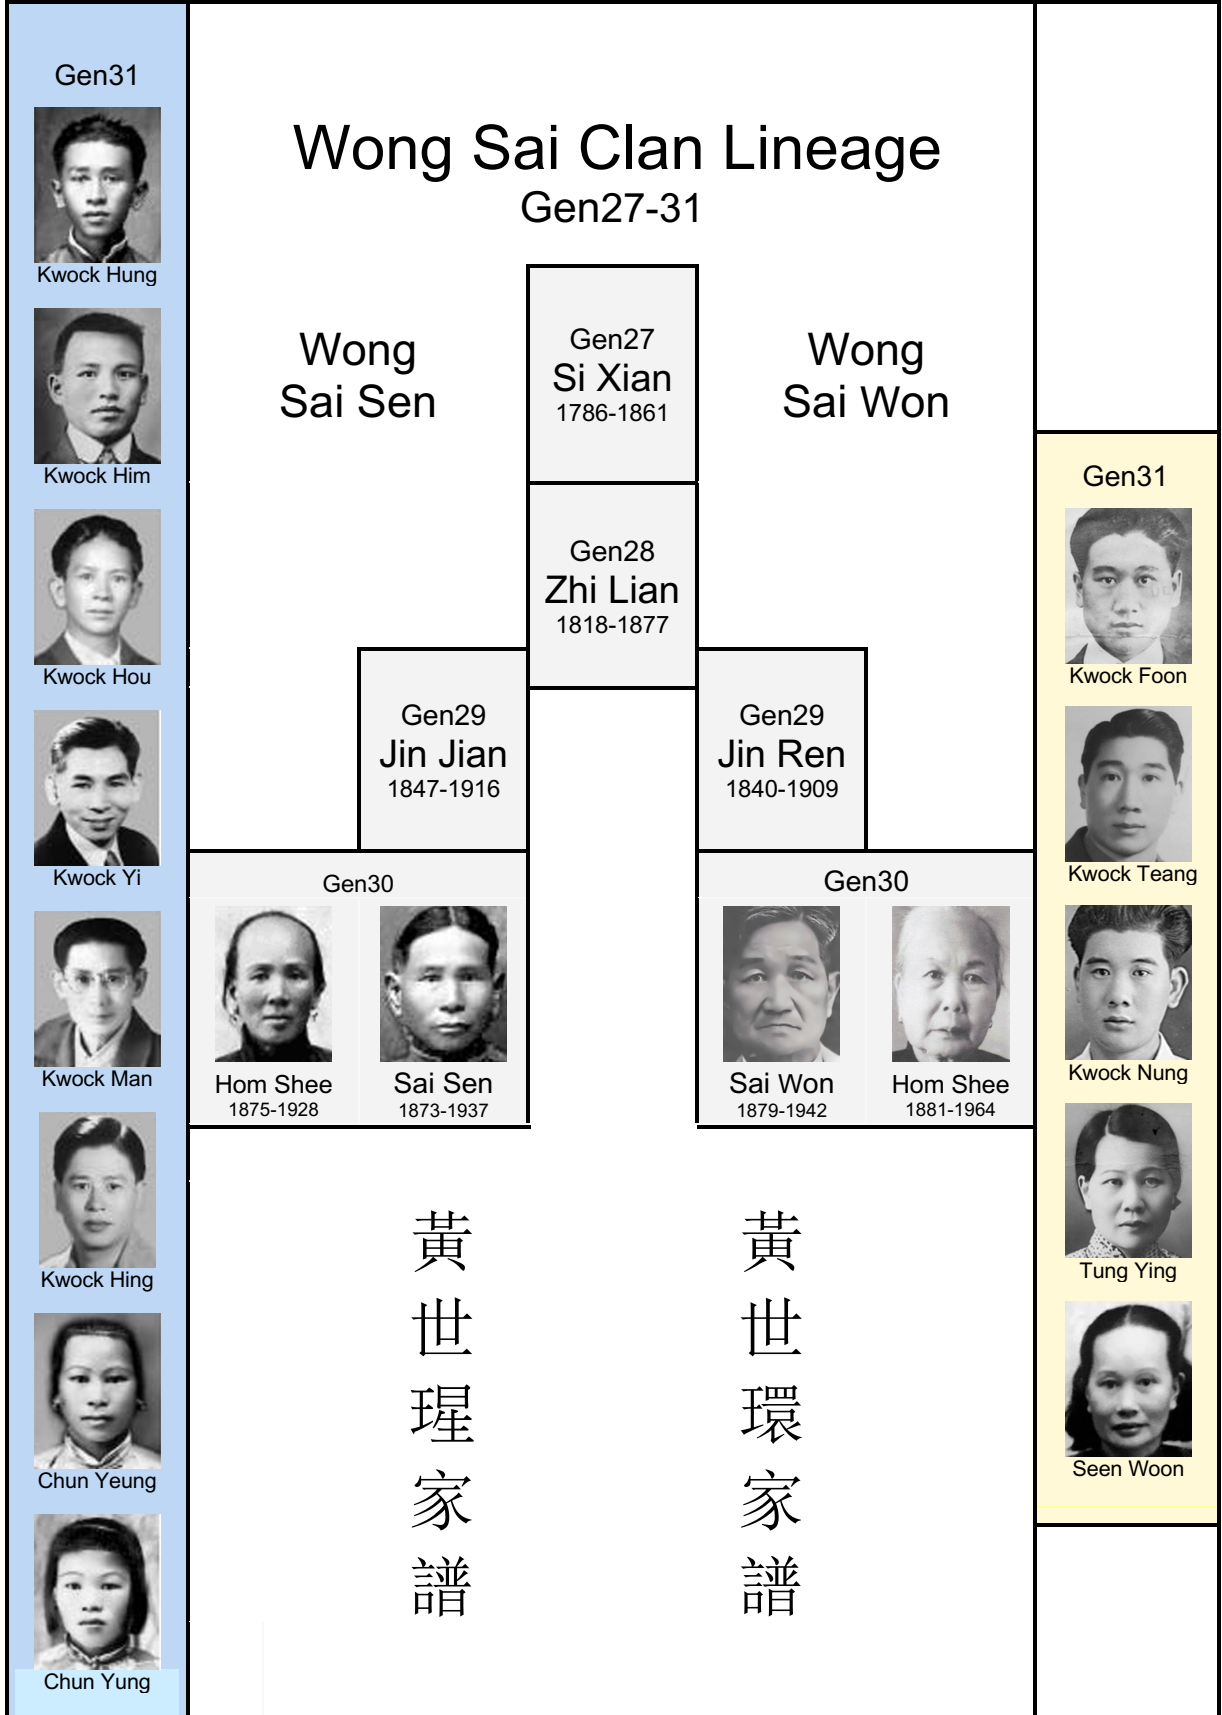 Wong Sai Clan Lineage
Gen27-31
Gen31
Kwock Hung
Kwock Him
Kwock Hou
Kwock Yi
Kwock Man
Kwock Hing
Chun Yeung
Chun Yung
Wong
Sai Sen
Gen27
Si Xian
1786-1861
Wong
Sai Won
Gen28
Zhi Lian
1818-1877
Gen29
Jin Jian
1847-1916
Gen29
Jin Ren
1840-1909
Gen30
Hom Shee
1875-1928
Sai Sen
1873-1937
Gen30
Sai Won
1879-1942
Hom Shee
1881-1964
黃世瑆家譜
黃世環家譜
Gen31
Kwock Foon
Kwock Teang
Kwock Nung
Tung Ying
Seen Woon